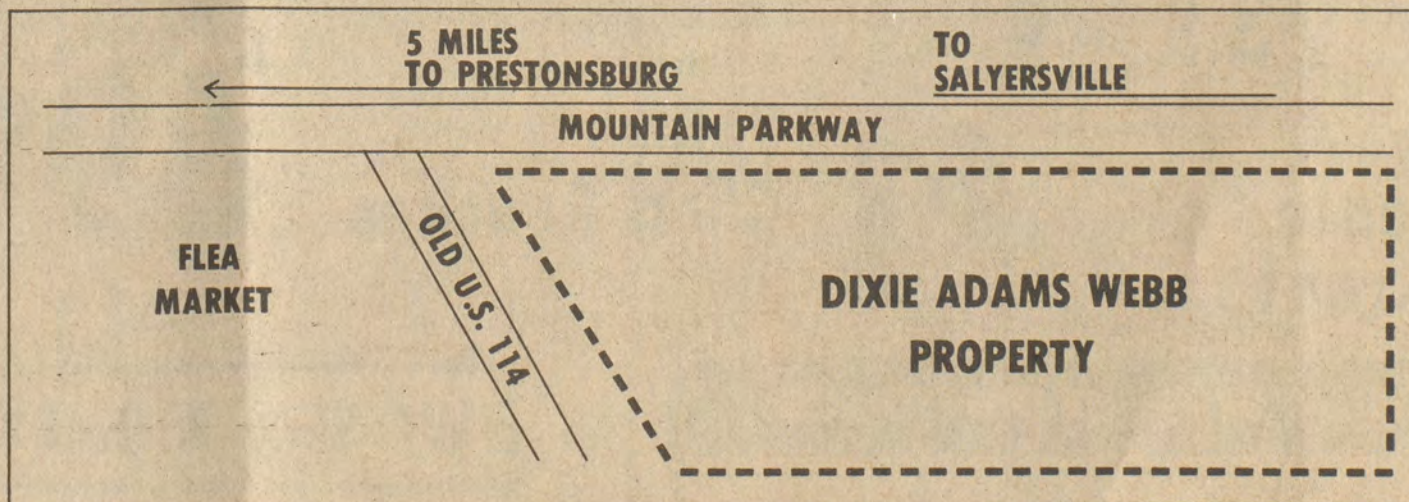 5 MILES
TO PRESTONSBURG
TO
SALYERSVILLE
MOUNTAIN PARKWAY
FLEA
MARKET
OLD U.S. 114
DIXIE ADAMS WEBB
PROPERTY